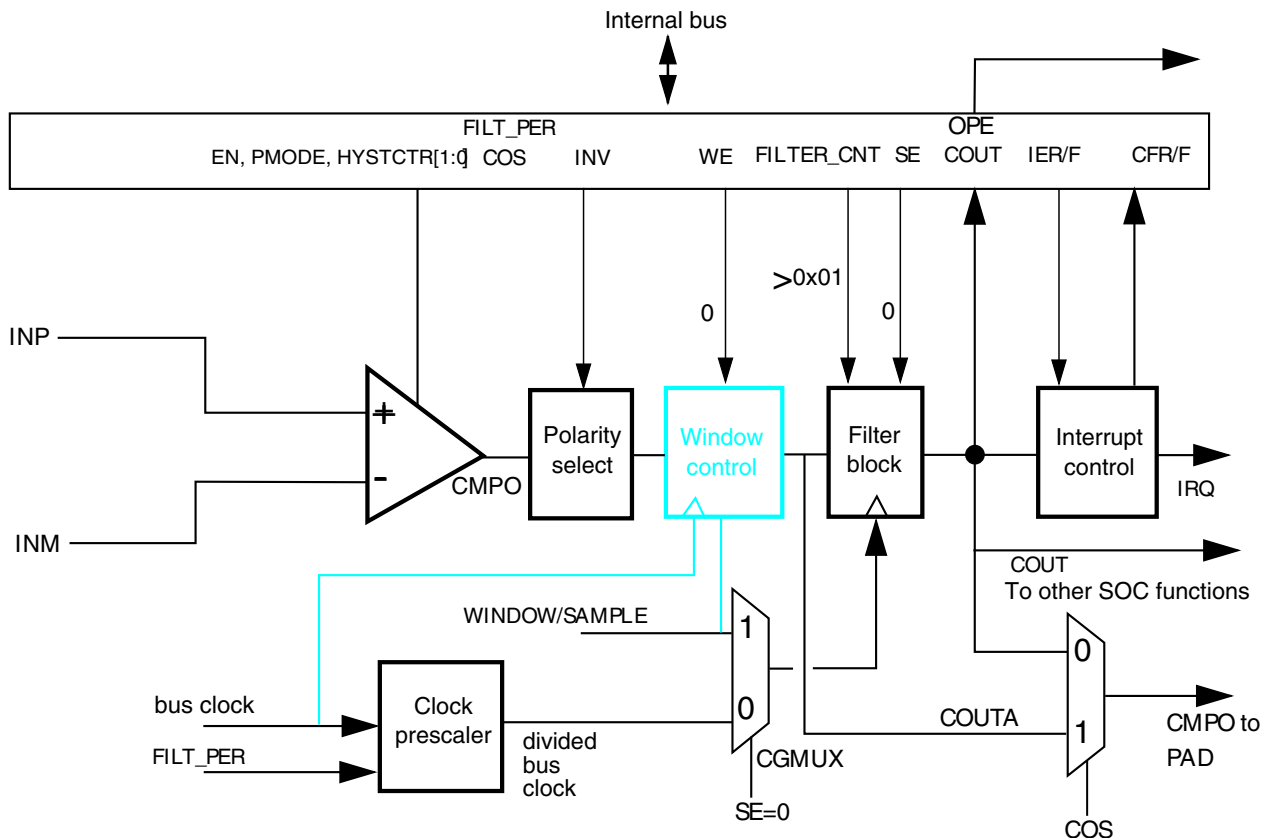 Internal bus
FILT_PER
OPE
EN, PMODE, HYSTCTR[1:0] COS INV WE FILTER_CNT SE COUT IER/F CFR/F
>0x01
0
0
INP
+
-
CMPO
Polarity
select
Window
control
Filter
block
Interrupt
control
IRQ
INM
COUT
To other SOC functions
WINDOW/SAMPLE
1
0
0
1
bus clock
FILT_PER
Clock
prescaler
divided
bus
clock
CGMUX
SE=0
COUTA
CMPO to
PAD
COS